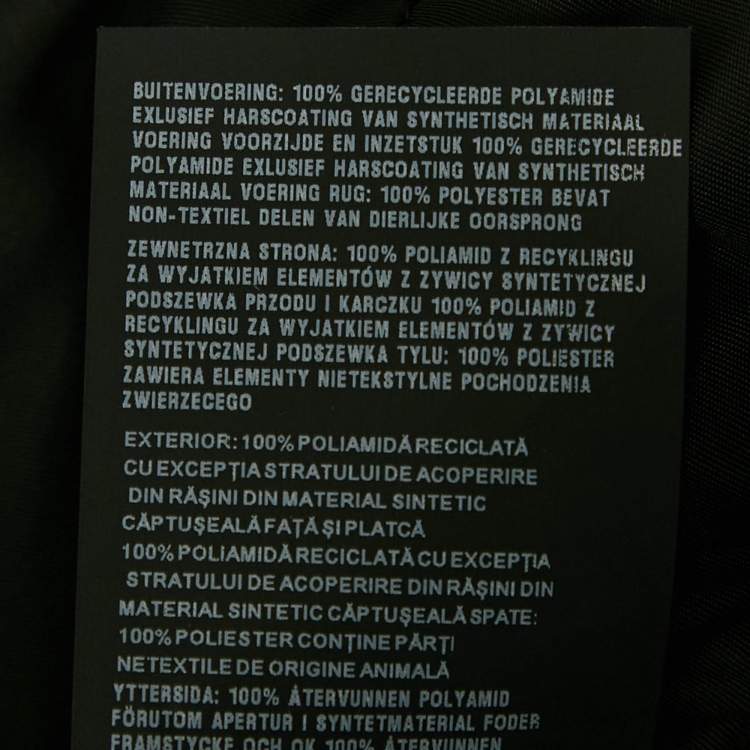 BUITENVOERING: 100% GERECYCLEERDE POLYAMIDE
EXLUSIEF HARSCOATING VAN SYNTHETISCH MATERIAAL
VOERING VOORZIJDE EN INZETSTUK 100% GERECYCLEERDE
POLYAMIDE EXLUSIEF HARSCOATING VAN SYNTHETISCH
MATERIAAL VOERING RUG: 100% POLYESTER BEVAT
NON-TEXTIEL DELEN VAN DIERLIJKE OORSPRONG
ZEWNETRZNA STRONA: 100% POLIAMID Z RECYKLINGU
ZA WYJATKIEM ELEMENTÓW Z ZYWICY SYNTETYCZNEJ
PODSZEWKA PRZODU I KARCZKU 100% POLIAMID Z
RECYKLINGU ZA WYJATKIEM ELEMENTÓW Z ZYWICY
SYNTETYCZNEJ PODSZEWKA TYLU: 100% POLIESTER
ZAWIERA ELEMENTY NIETEKSTYLNE POCHODZENIA
ZWIERZECEGO
EXTERIOR: 100% POLIAMIDĂ RECICLATĂ
CU EXCEPȚIA STRATULUI DE ACOPERIRE
DIN RĂȘINI DIN MATERIAL SINTETIC
CĂPTUȘEALĂ FAȚĂ ȘI PLATCĂ
100% POLIAMIDĂ RECICLATĂ CU EXCEPȚIA
STRATULUI DE ACOPERIRE DIN RĂȘINI DIN
MATERIAL SINTETIC CĂPTUȘEALĂ SPATE:
100% POLIESTER CONȚINE PĂRȚI
NETEXTILE DE ORIGINE ANIMALĂ
YTTERSIDA: 100% ÅTERVUNNEN POLYAMID
FÖRUTOM APERTUR I SYNTETMATERIAL FODER
FRAMSTYCKE OCH OK 100% ÅTERVUNNEN